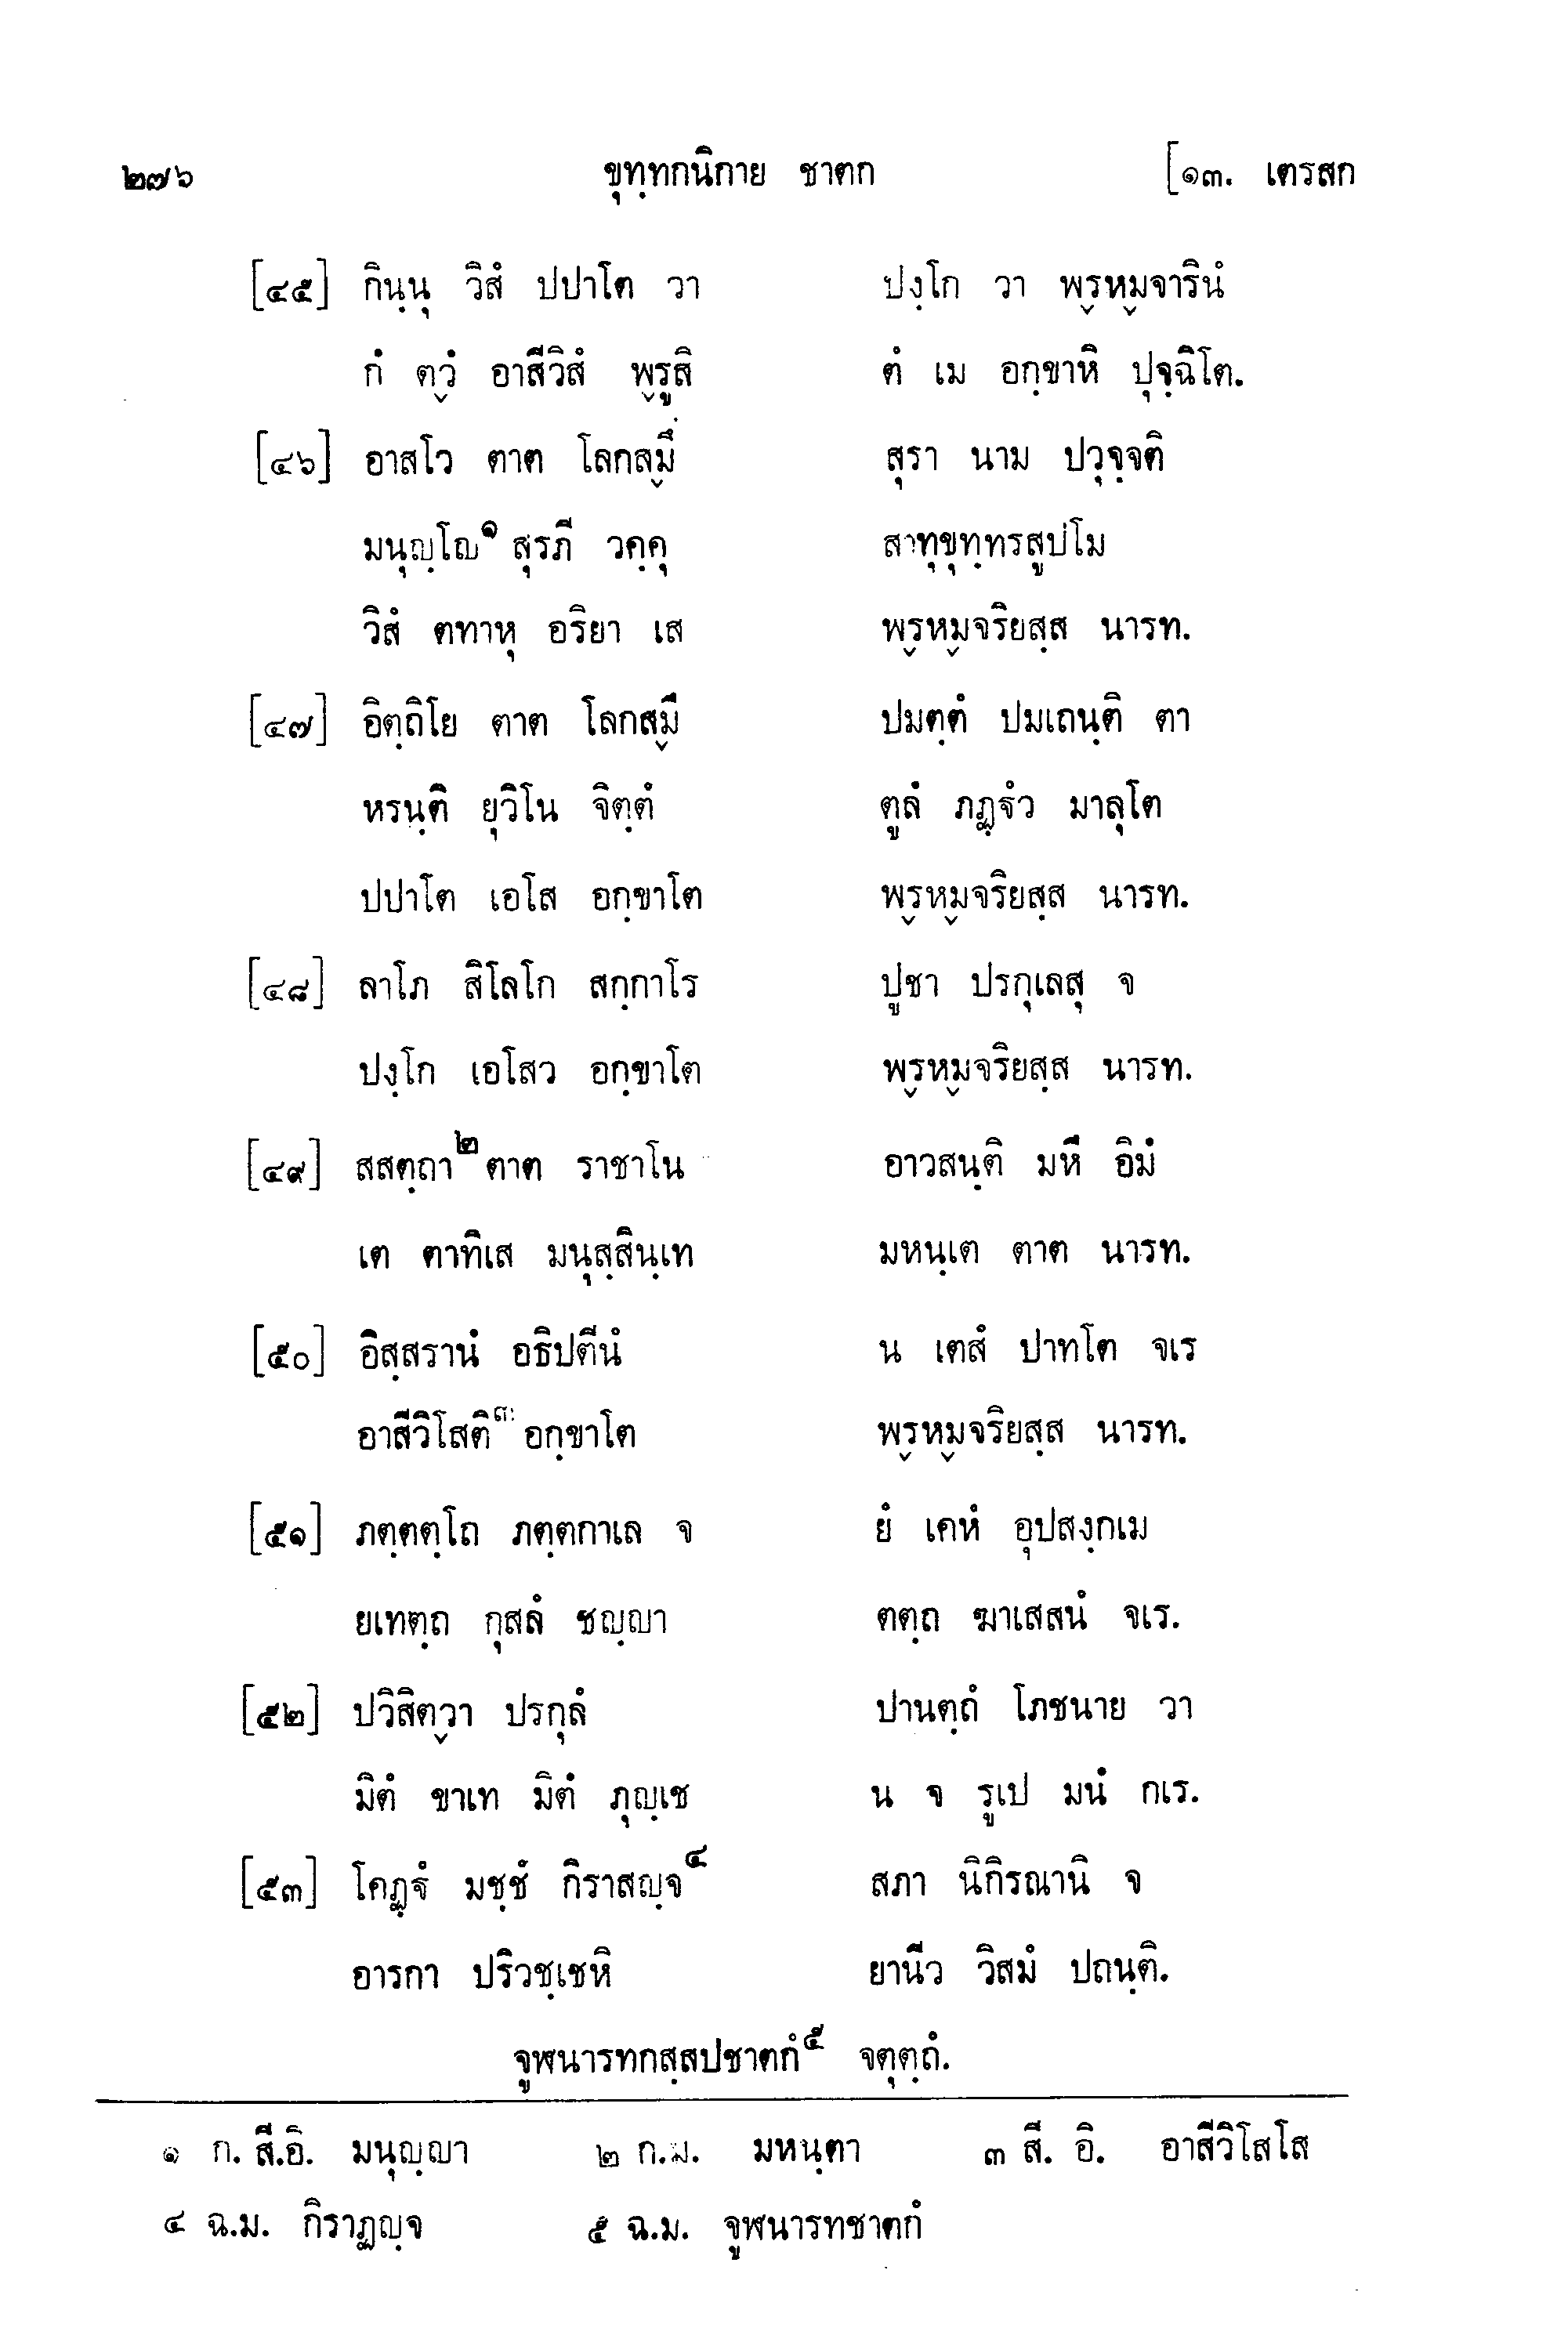 ๒๗๖ ขุทฺทกนิกาย ชาตก [๑๓. เตรสก
[๔๕] กินฺนุ วิสํ ปปาโต วา ปงฺโก วา พฺรหฺมจารินํ
กํ ตฺวํ อาสีวิสํ พฺรูสิ ตํ เม อกฺขาหิ ปุจฺฉิโต.
[๔๖] อาสโว ตาต โลกสฺมึ สุรา นาม ปวุจฺจติ
มนุญฺโญ๑ สุรภี วคฺคุ สาทุขุทฺทรสูปโม
วิสํ ตทาหุ อริยา เส พฺรหฺมจริยสฺส นารท.
[๔๗] อิตฺถิโย ตาต โลกสฺมึ ปมตฺตํ ปมเถนฺติ ตา
หรนฺติ ยุวิโน จิตฺตํ ตูลํ ภฏฺฐํว มาลุโต
ปปาโต เอโส อกฺขาโต พฺรหฺมจริยสฺส นารท.
[๔๘] ลาโภ สิโลโก สกฺกาโร ปูชา ปรกุเลสุ จ
ปงฺโก เอโสว อกฺขาโต พฺรหฺมจริยสฺส นารท.
[๔๙] สสตฺถา๒ ตาต ราชาโน อาวสนฺติ มหึ อิมํ
เต ตาทิเส มนุสฺสินฺเท มหนฺเต ตาต นารท.
[๕๐] อิสฺสรานํ อธิปตีนํ น เตสํ ปาทโต จเร
อาสีวิโสติ๓ อกฺขาโต พฺรหฺมจริยสฺส นารท.
[๕๑] ภตฺตตฺโถ ภตฺตกาเล จ ยํ เคหํ อุปสงฺกเม
ยเทตฺถ กุสลํ ชญฺญา ตตฺถ ฆาเสสนํ จเร.
[๕๒] ปวิสิตฺวา ปรกุลํ ปานตฺถํ โภชนาย วา
มิตํ ขาเท มิตํ ภุญฺเช น จ รูเป มนํ กเร.
[๕๓] โคฏฺฐํ มชฺชํ กิราสญฺจ๔ สภา นิกิรณานิ จ
อารกา ปริวชฺเชหิ ยานีว วิสมํ ปถนฺติ.
จูฬนารทกสฺสปชาตกํ๕ จตุตฺถํ.
๑ ก. สี.อิ. มนุญฺญา ๒ ก.ม. มหนฺตา ๓ สี. อิ. อาสีวิโสโส
๔ ฉ.ม. กิราฏญฺจ ๕ ฉ.ม. จูฬนารทชาตกํ